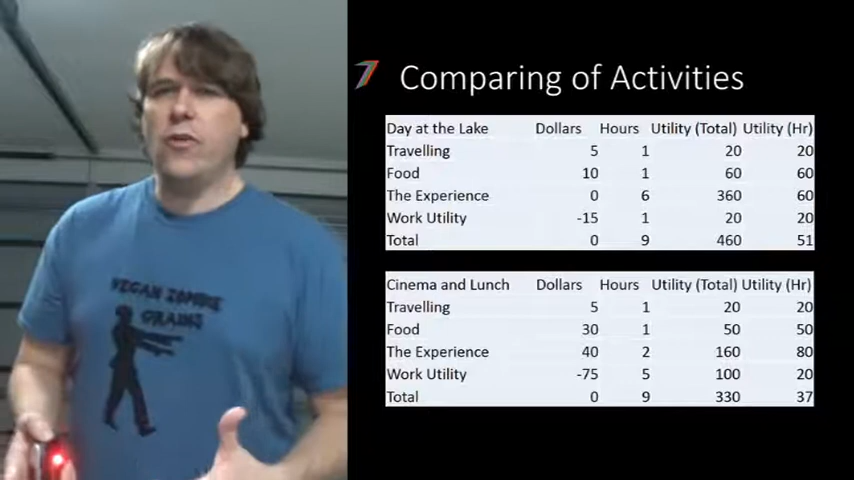 VEGAN ZOMBIE
GRAINS
Comparing of Activities
Day at the Lake Dollars Hours Utility (Total) Utility (Hr)
Travelling 5 1 20 20
Food 10 1 60 60
The Experience 0 6 360 60
Work Utility -15 1 20 20
Total 0 9 460 51
Cinema and Lunch Dollars Hours Utility (Total) Utility (Hr)
Travelling 5 1 20 20
Food 30 1 50 50
The Experience 40 2 160 80
Work Utility -75 5 100 20
Total 0 9 330 37